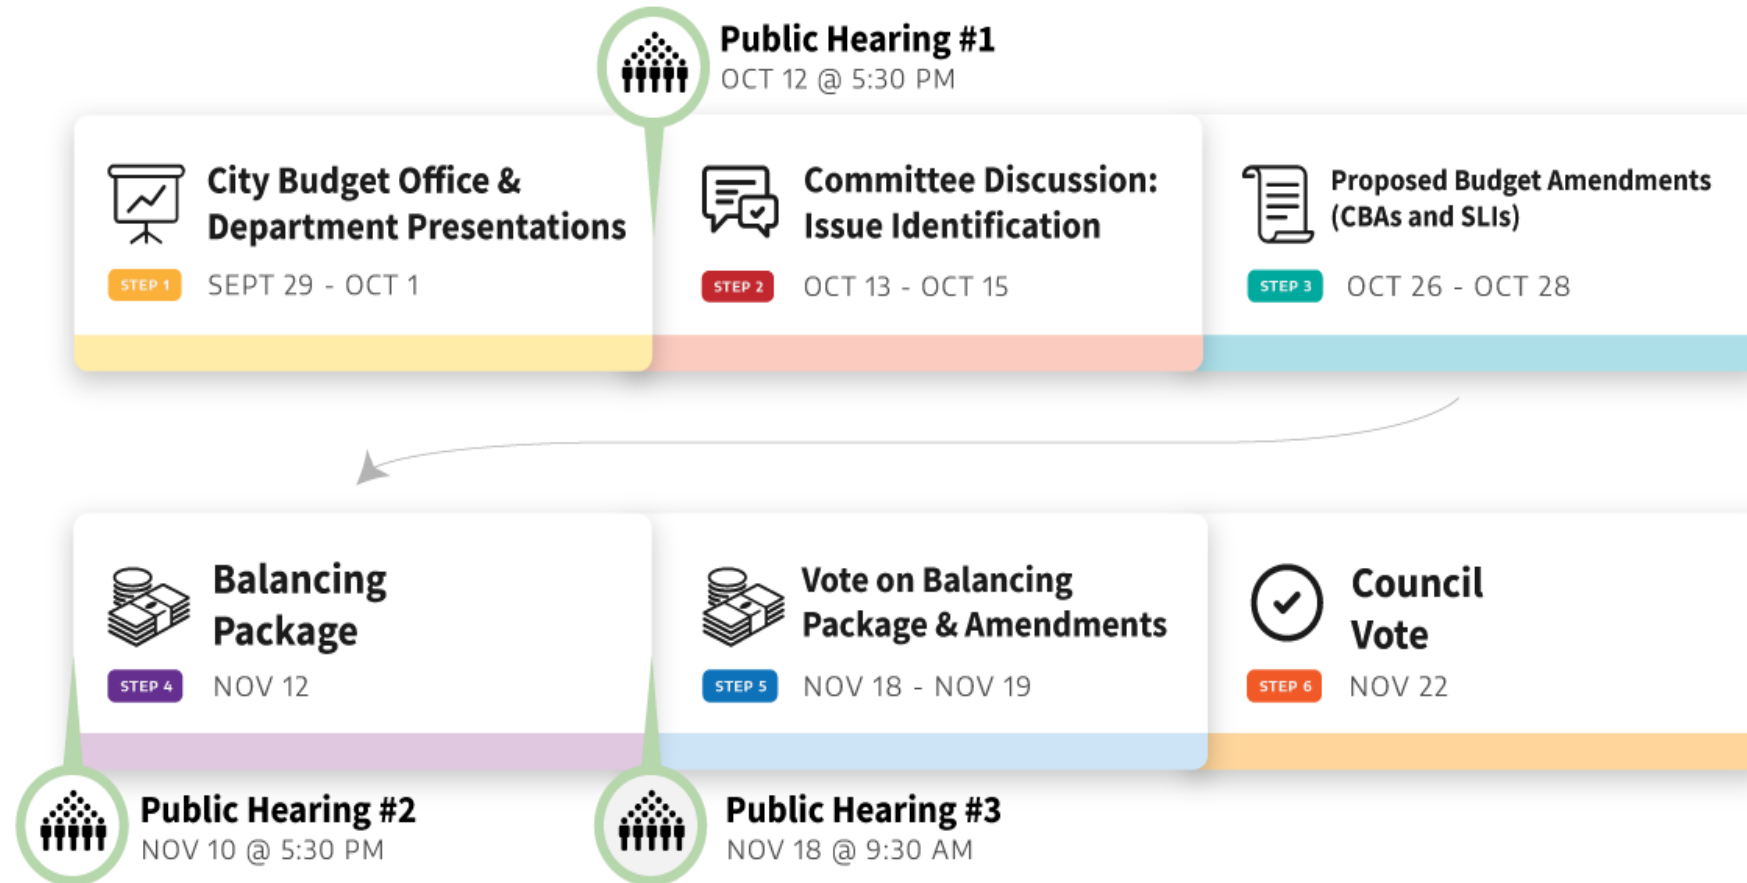 Public Hearing #1
OCT 12 @ 5:30 PM
City Budget Office &
Department Presentations
STEP 1
SEPT 29 - OCT 1
Committee Discussion:
Issue Identification
STEP 2
OCT 13 - OCT 15
Proposed Budget Amendments
(CBAs and SLIs)
STEP 3
OCT 26 - OCT 28
Balancing
Package
STEP 4
NOV 12
Vote on Balancing
Package & Amendments
STEP 5
NOV 18 - NOV 19
Council
Vote
STEP 6
NOV 22
Public Hearing #2
NOV 10 @ 5:30 PM
Public Hearing #3
NOV 18 @ 9:30 AM